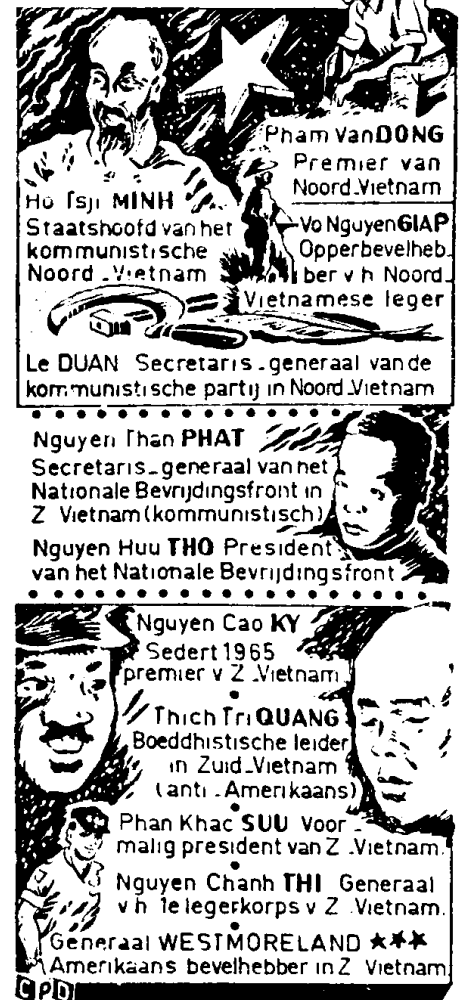 Pham Van DONG
Premier van
Noord-Vietnam
Ho Tsji MINH
Staatshoofd van het
kommunistische
Noord-Vietnam
Vo Nguyen GIAP
Opperbevelheb-
ber v h Noord-
Vietnamese leger
Le DUAN Secretaris-generaal van de
kommunistische partij in Noord-Vietnam
Nguyen Than PHAT
Secretaris-generaal van het
Nationale Bevrijdingsfront in
Z Vietnam (kommunistisch)
Nguyen Huu THO President
van het Nationale Bevrijdingsfront
Nguyen Cao KY
Sedert 1965
premier v Z-Vietnam
Thich Tri QUANG
Boeddhistische leider
in Zuid-Vietnam
(anti-Amerikaans)
Phan Khac SUU Voor-
malig president van Z-Vietnam.
Nguyen Chanh THI Generaal
v h 1e legerkorps v Z-Vietnam.
Generaal WESTMORELAND ★★★
Amerikaans bevelhebber in Z Vietnam
CPD